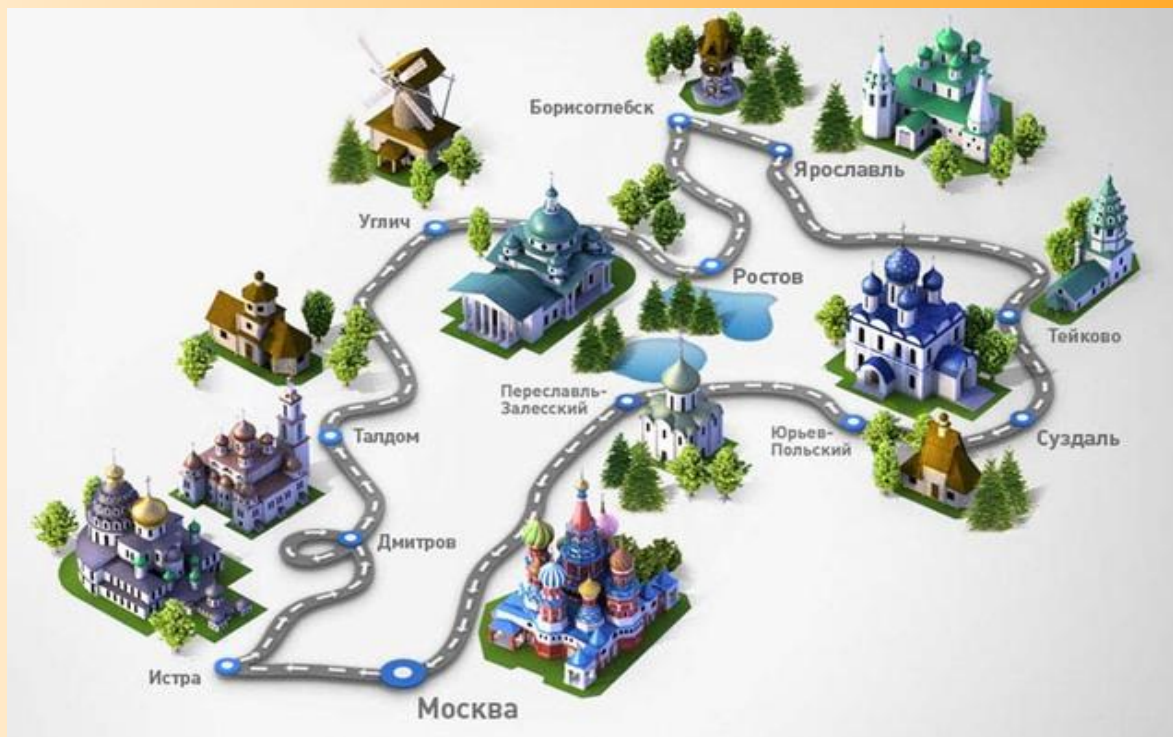 Борисоглебск
Ярославль
Углич
Ростов
Тейково
Переславль-
Залесский
Юрьев-
Польский
Суздаль
Талдом
Дмитров
Истра
Москва